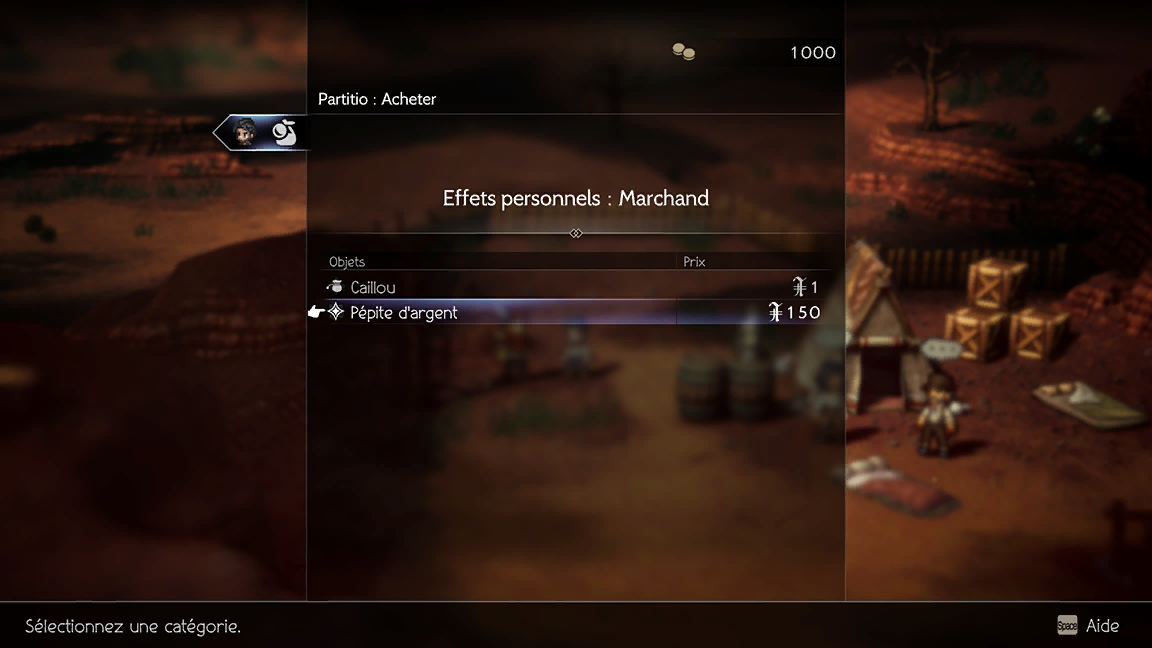 1000
Partitio : Acheter
Effets personnels : Marchand
Objets Prix
Caillou 1
Pépite d'argent 150
Sélectionnez une catégorie.
Space Aide